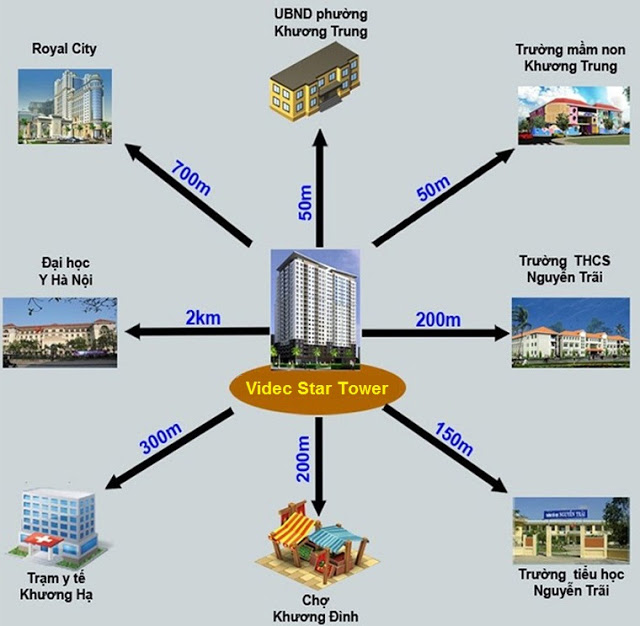 UBND phường
Khương Trung
Royal City
Trường mầm non
Khương Trung
700m
50m
50m
Đại học
Y Hà Nội
Trường THCS
Nguyễn Trãi
2km
200m
Videc Star Tower
300m
200m
150m
NGUYỄN TRÃI
Trạm y tế
Khương Hạ
Chợ
Khương Đình
Trường tiểu học
Nguyễn Trãi